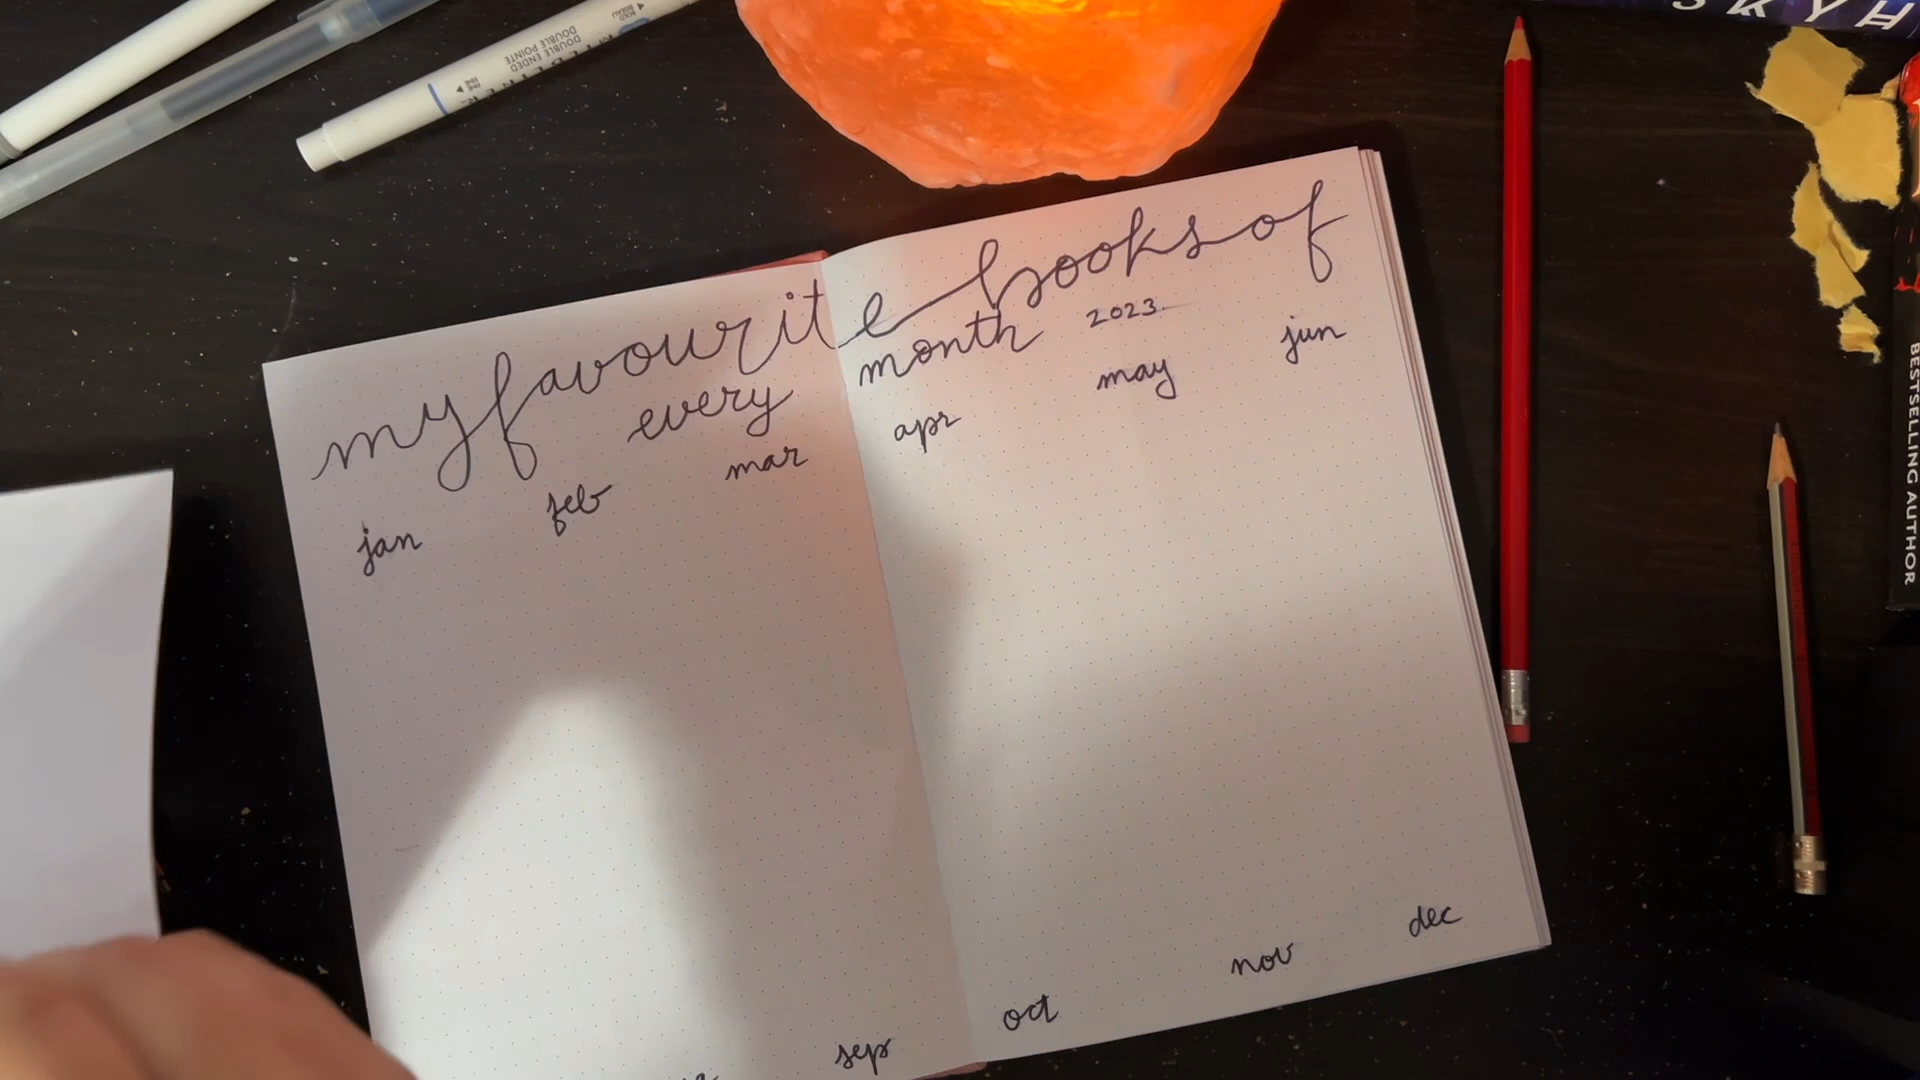 my favourite books of
every month 2023
jan feb mar apr may jun
sep oct nov dec
DOUBLE ENDED
DOUBLE POINTE
BESTSELLING AUTHOR